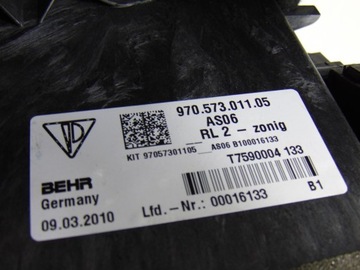 970.573.011.05
AS06
RL 2 - zonig
KIT 97057301105 AS06 B100016133
T7590004 133
BEHR
Germany
09.03.2010
Lfd.-Nr.: 00016133
B1